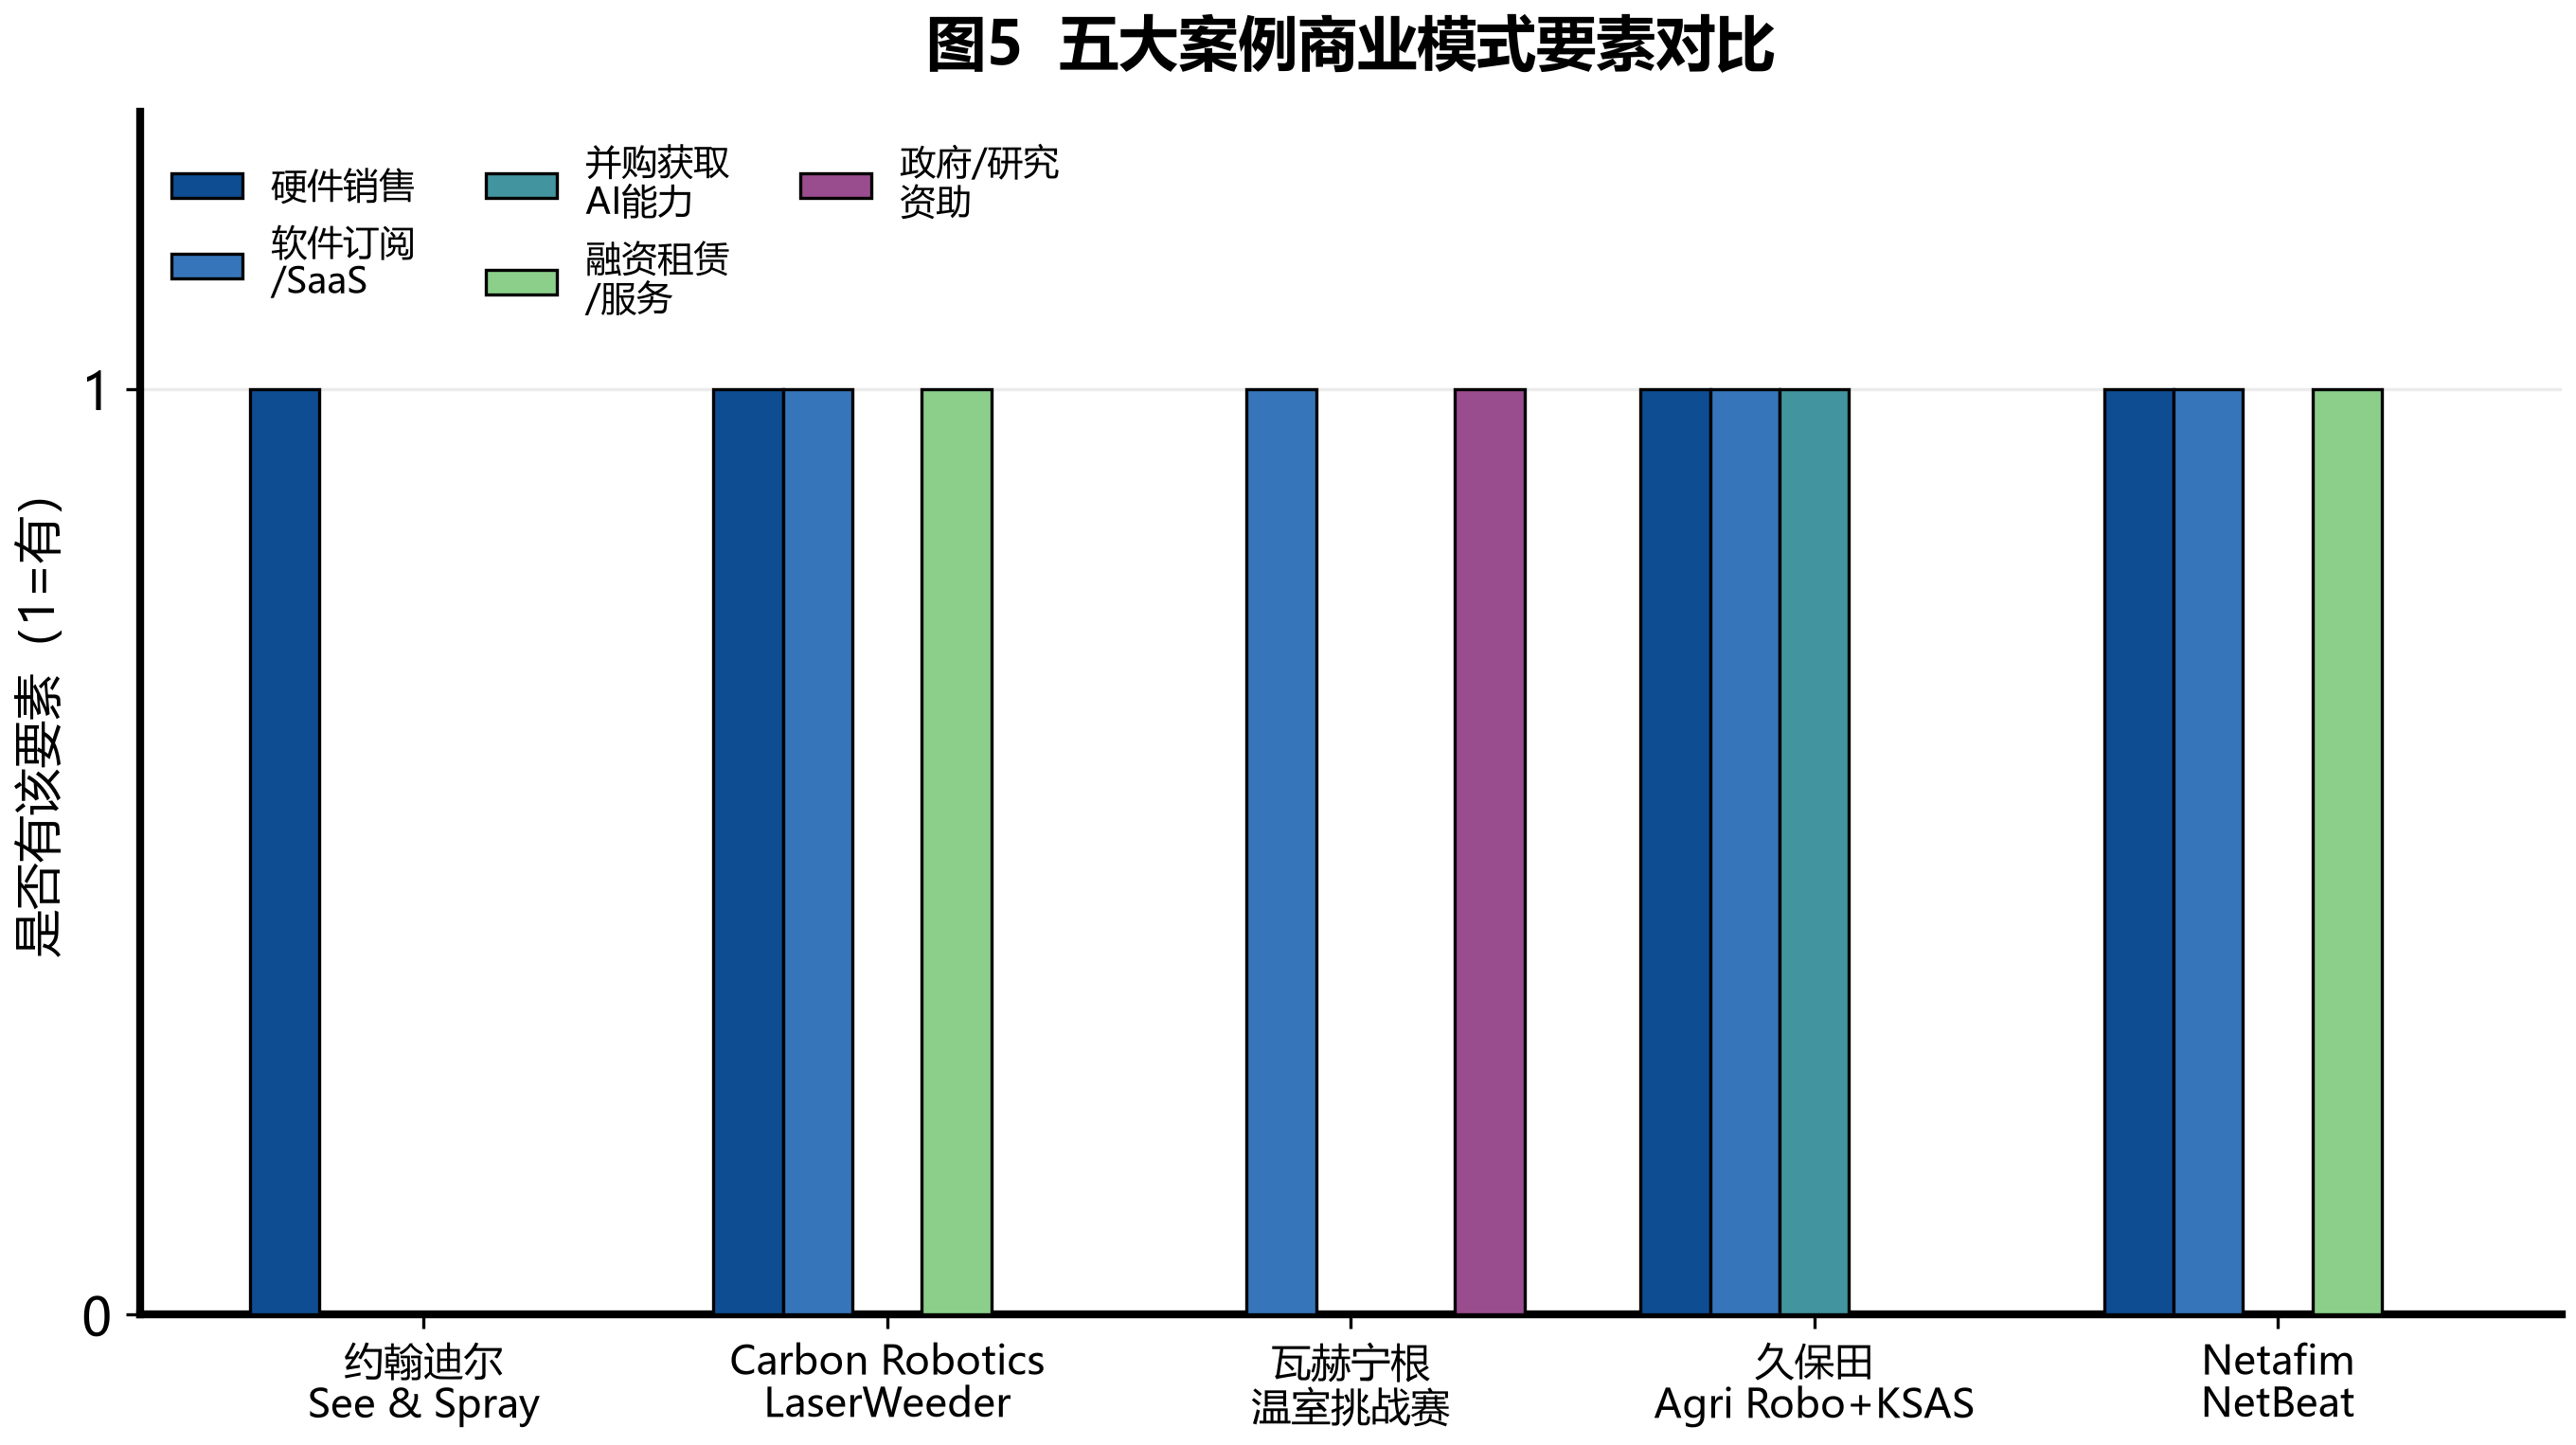 图5 五大案例商业模式要素对比
硬件销售
软件订阅
/SaaS
并购获取
AI能力
融资租赁
/服务
政府/研究
资助
是否有该要素（1=有）
1
0
约翰迪尔
See & Spray
Carbon Robotics
LaserWeeder
瓦赫宁根
温室挑战赛
久保田
Agri Robo+KSAS
Netafim
NetBeat